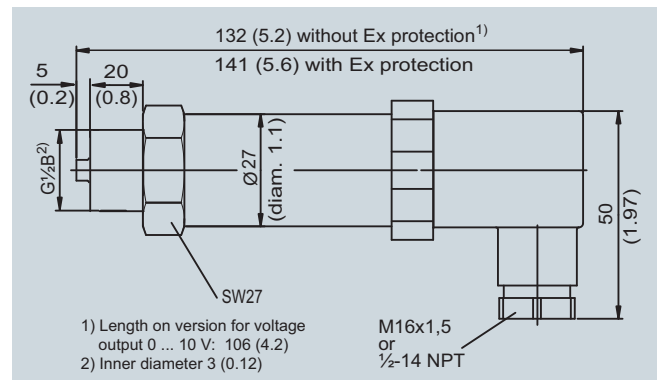 132 (5.2) without Ex protection1)
141 (5.6) with Ex protection
5
(0.2)
20
(0.8)
G½B2)
Ø27
(diam. 1.1)
50
(1.97)
SW27
1) Length on version for voltage
output 0 ... 10 V: 106 (4.2)
2) Inner diameter 3 (0.12)
M16x1,5
or
½-14 NPT